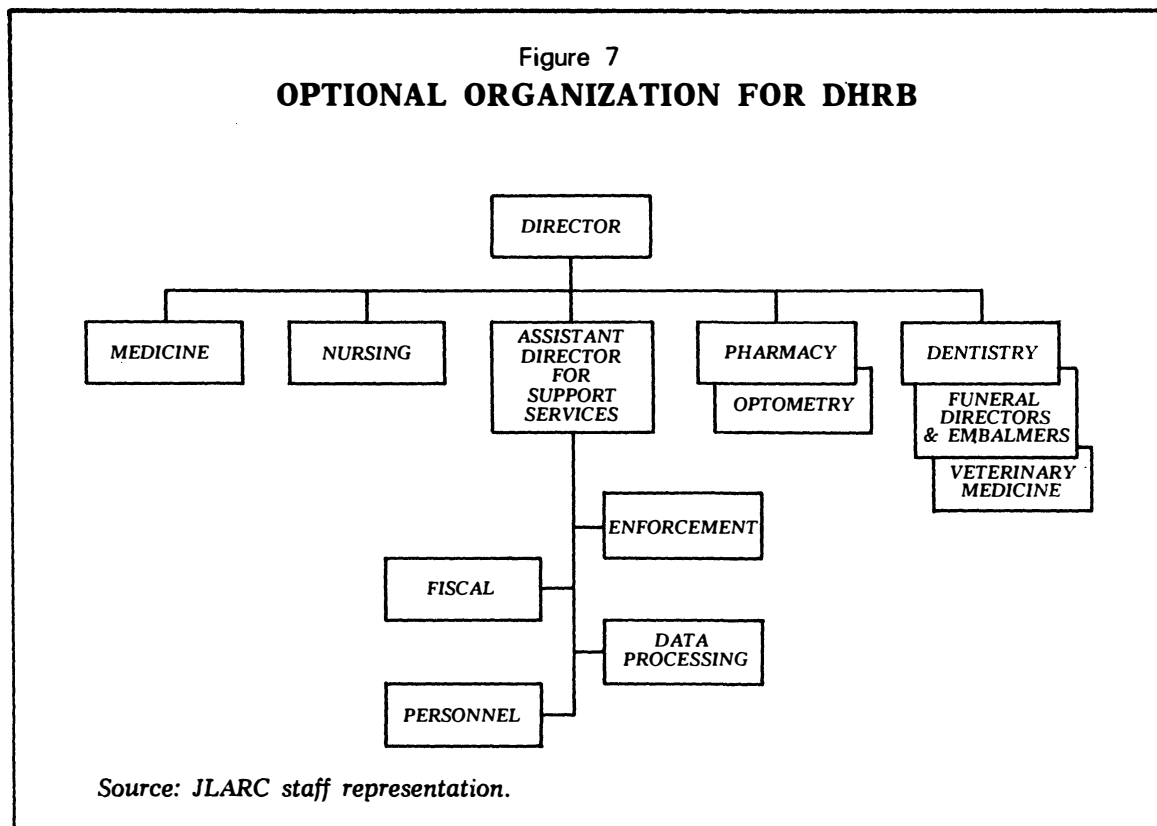 Figure 7
OPTIONAL ORGANIZATION FOR DHRB
DIRECTOR
MEDICINE
NURSING
ASSISTANT
DIRECTOR
FOR
SUPPORT
SERVICES
PHARMACY
OPTOMETRY
DENTISTRY
FUNERAL
DIRECTORS
& EMBALMERS
VETERINARY
MEDICINE
ENFORCEMENT
FISCAL
DATA
PROCESSING
PERSONNEL
Source: JLARC staff representation.